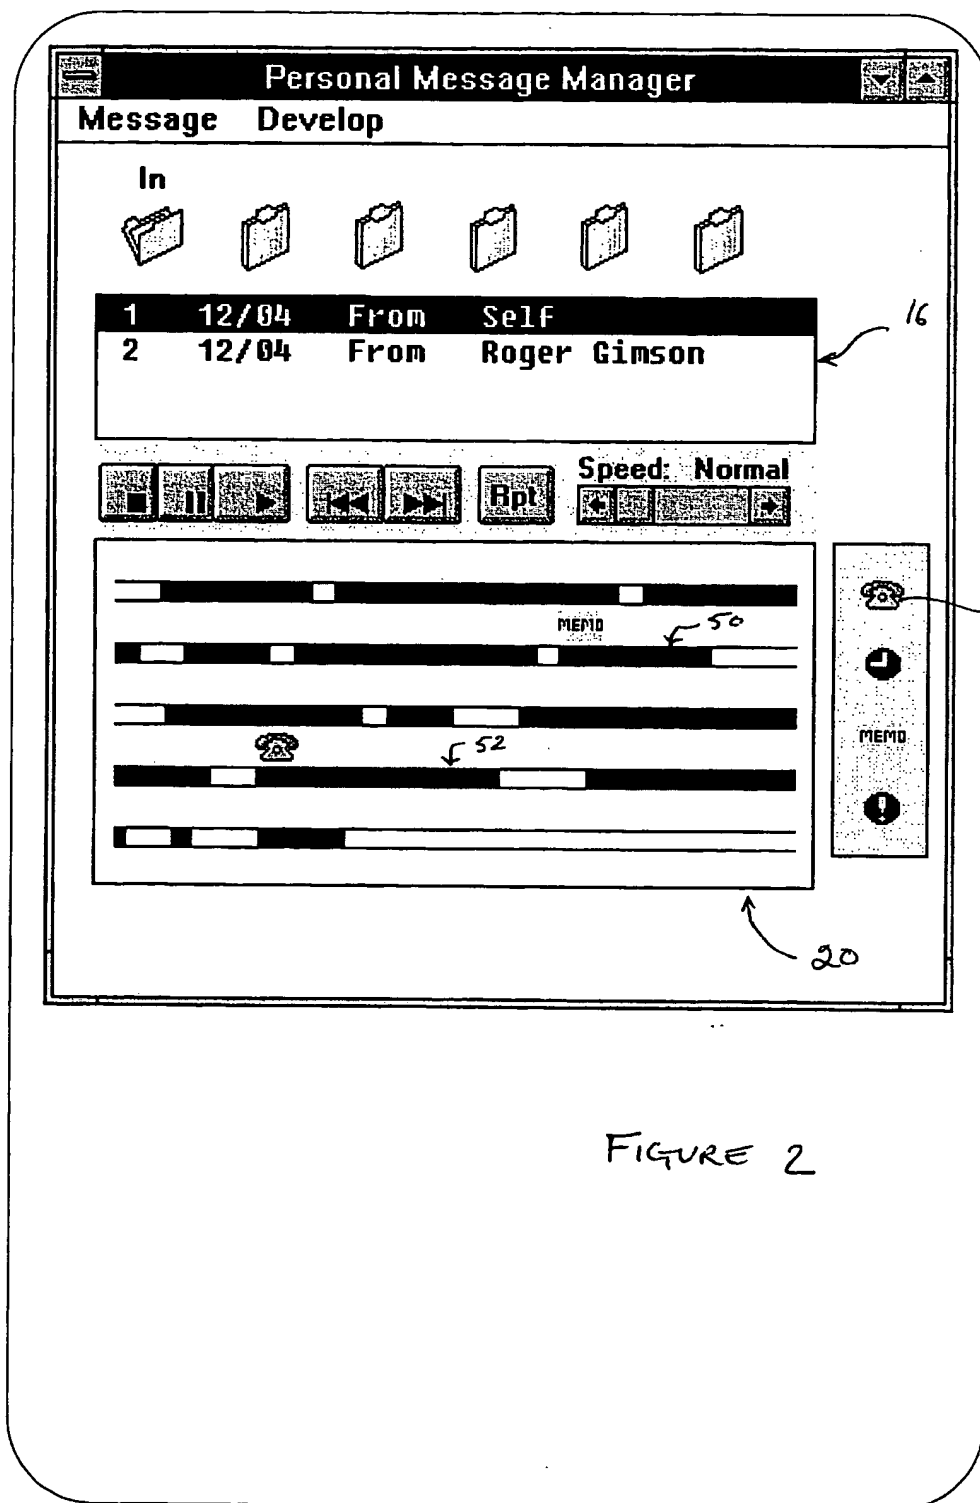 Personal Message Manager
Message Develop
In
1 12/04 From Self
2 12/04 From Roger Gimson
16
Rpt
Speed: Normal
MEMO
50
52
MEMO
20
FIGURE 2